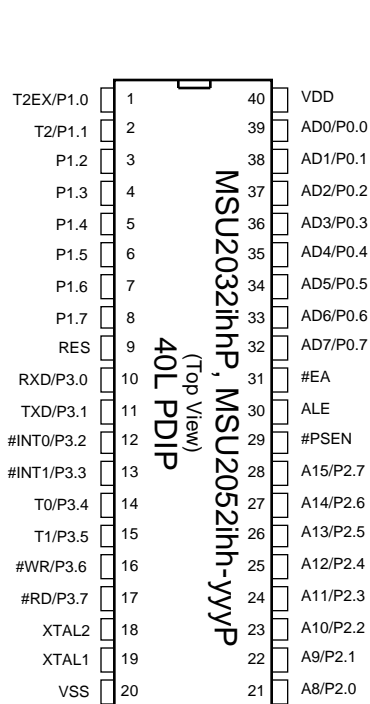 T2EX/P1.0 1 40 VDD
T2/P1.1 2 39 AD0/P0.0
P1.2 3 38 AD1/P0.1
P1.3 4 37 AD2/P0.2
P1.4 5 36 AD3/P0.3
P1.5 6 35 AD4/P0.4
P1.6 7 34 AD5/P0.5
P1.7 8 33 AD6/P0.6
RES 9 32 AD7/P0.7
RXD/P3.0 10 31 #EA
TXD/P3.1 11 30 ALE
#INT0/P3.2 12 29 #PSEN
#INT1/P3.3 13 28 A15/P2.7
T0/P3.4 14 27 A14/P2.6
T1/P3.5 15 26 A13/P2.5
#WR/P3.6 16 25 A12/P2.4
#RD/P3.7 17 24 A11/P2.3
XTAL2 18 23 A10/P2.2
XTAL1 19 22 A9/P2.1
VSS 20 21 A8/P2.0
MSU2032ihhP, MSU2052ihh-yyyP
(Top View)
40L PDIP